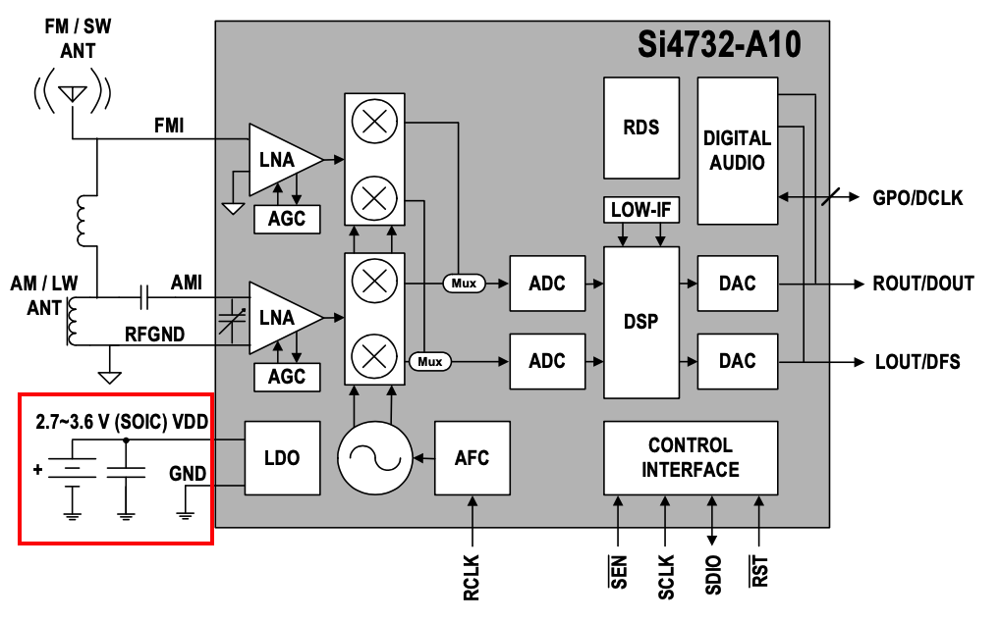 FM / SW
ANT
Si4732-A10
FMI
LNA
AGC
RDS
DIGITAL
AUDIO
GPO/DCLK
LOW-IF
AM / LW
ANT
AMI
RFGND
LNA
AGC
Mux
Mux
ADC
ADC
DSP
DAC
DAC
ROUT/DOUT
LOUT/DFS
2.7~3.6 V (SOIC) VDD
+
GND
LDO
AFC
CONTROL
INTERFACE
RCLK
SEN
SCLK
SDIO
RST